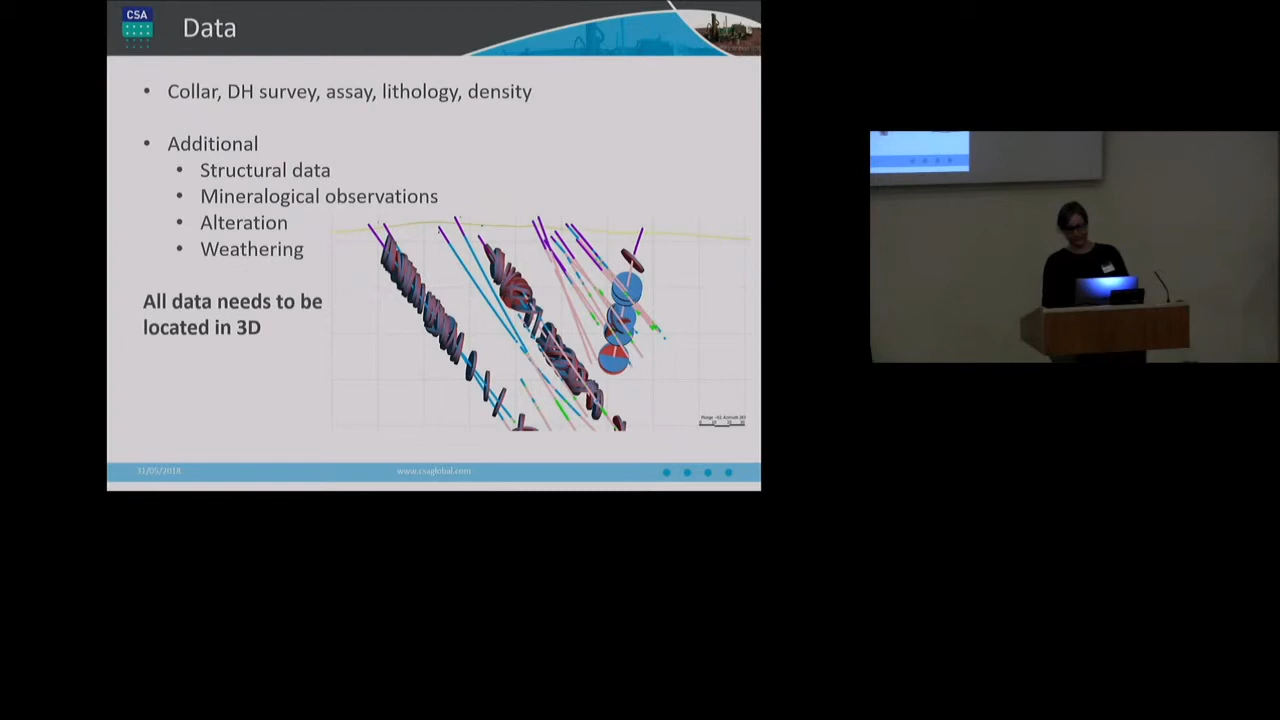 CSA
Data
• Collar, DH survey, assay, lithology, density
• Additional
• Structural data
• Mineralogical observations
• Alteration
• Weathering
All data needs to be
located in 3D
31/05/2018
www.csaglobal.com